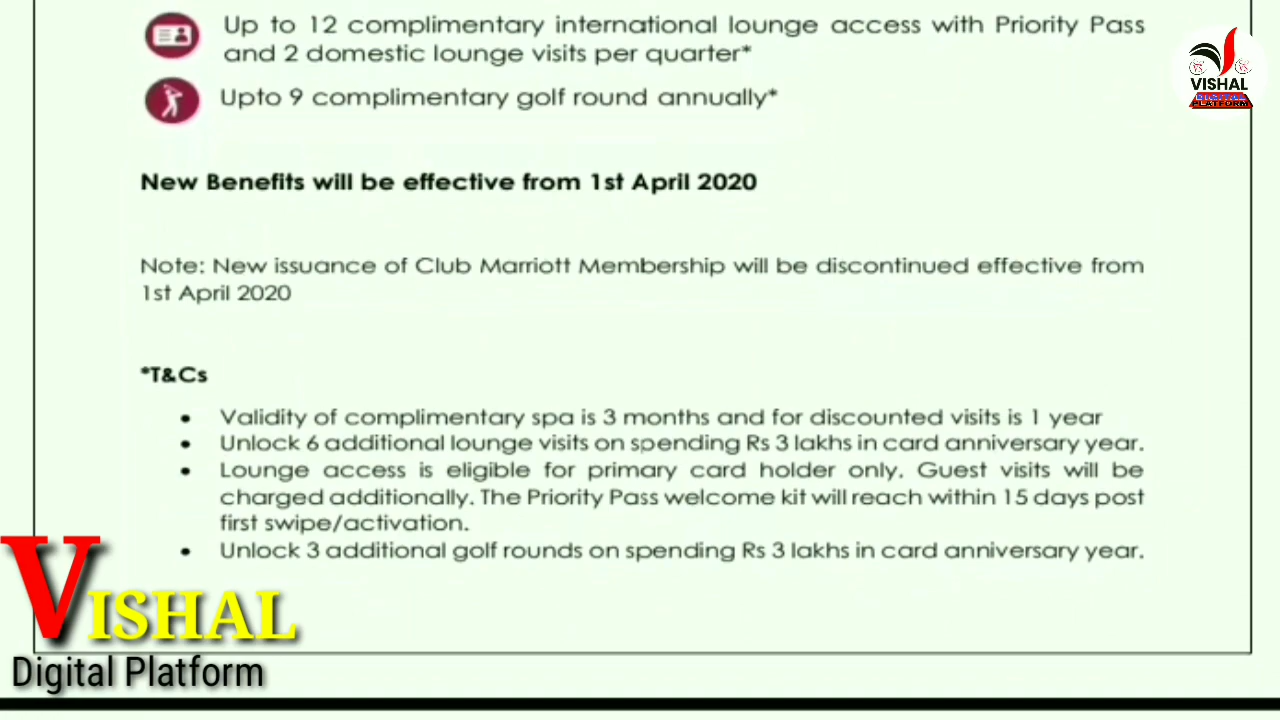 Up to 12 complimentary international lounge access with Priority Pass
and 2 domestic lounge visits per quarter*
Upto 9 complimentary golf round annually*
VISHAL
PLATFORM
New Benefits will be effective from 1st April 2020
Note: New issuance of Club Marriott Membership will be discontinued effective from
1st April 2020
*T&Cs
• Validity of complimentary spa is 3 months and for discounted visits is 1 year
• Unlock 6 additional lounge visits on spending Rs 3 lakhs in card anniversary year.
• Lounge access is eligible for primary card holder only. Guest visits will be
charged additionally. The Priority Pass welcome kit will reach within 15 days post
first swipe/activation.
• Unlock 3 additional golf rounds on spending Rs 3 lakhs in card anniversary year.
VISHAL
Digital Platform